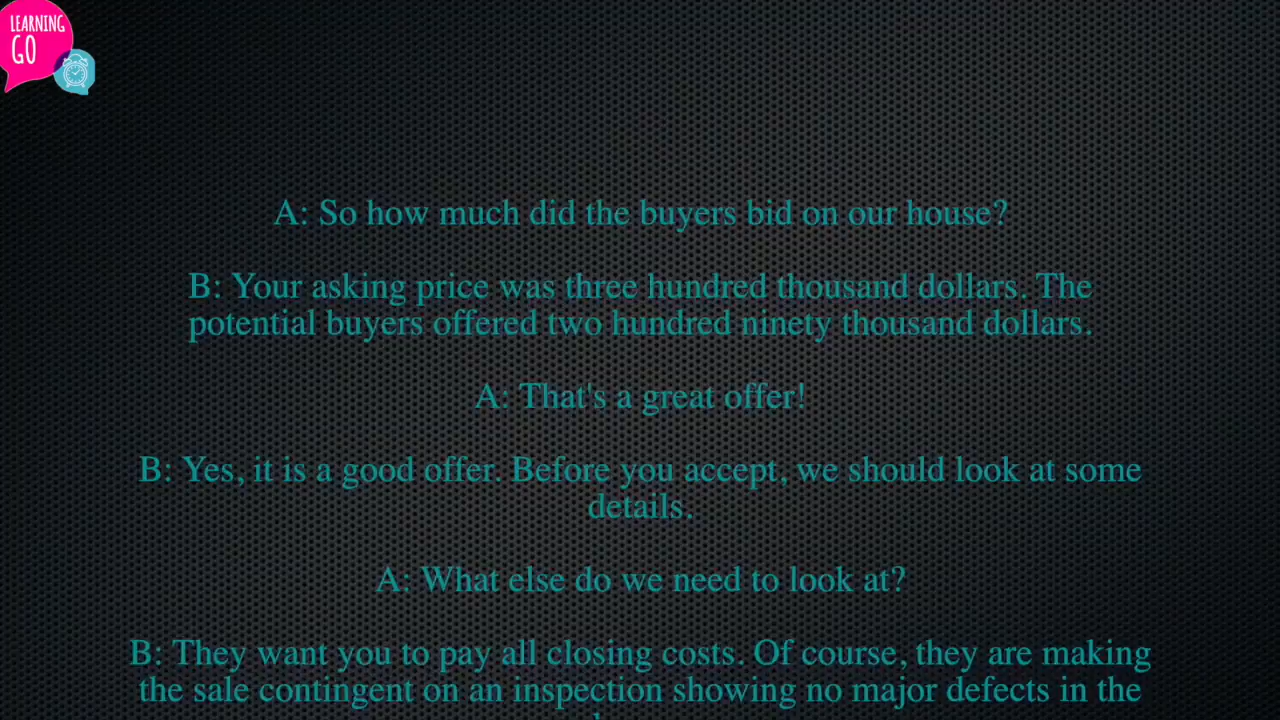 LEARNING
GO
A: So how much did the buyers bid on our house?
B: Your asking price was three hundred thousand dollars. The
potential buyers offered two hundred ninety thousand dollars.
A: That's a great offer!
B: Yes, it is a good offer. Before you accept, we should look at some
details.
A: What else do we need to look at?
B: They want you to pay all closing costs. Of course, they are making
the sale contingent on an inspection showing no major defects in the